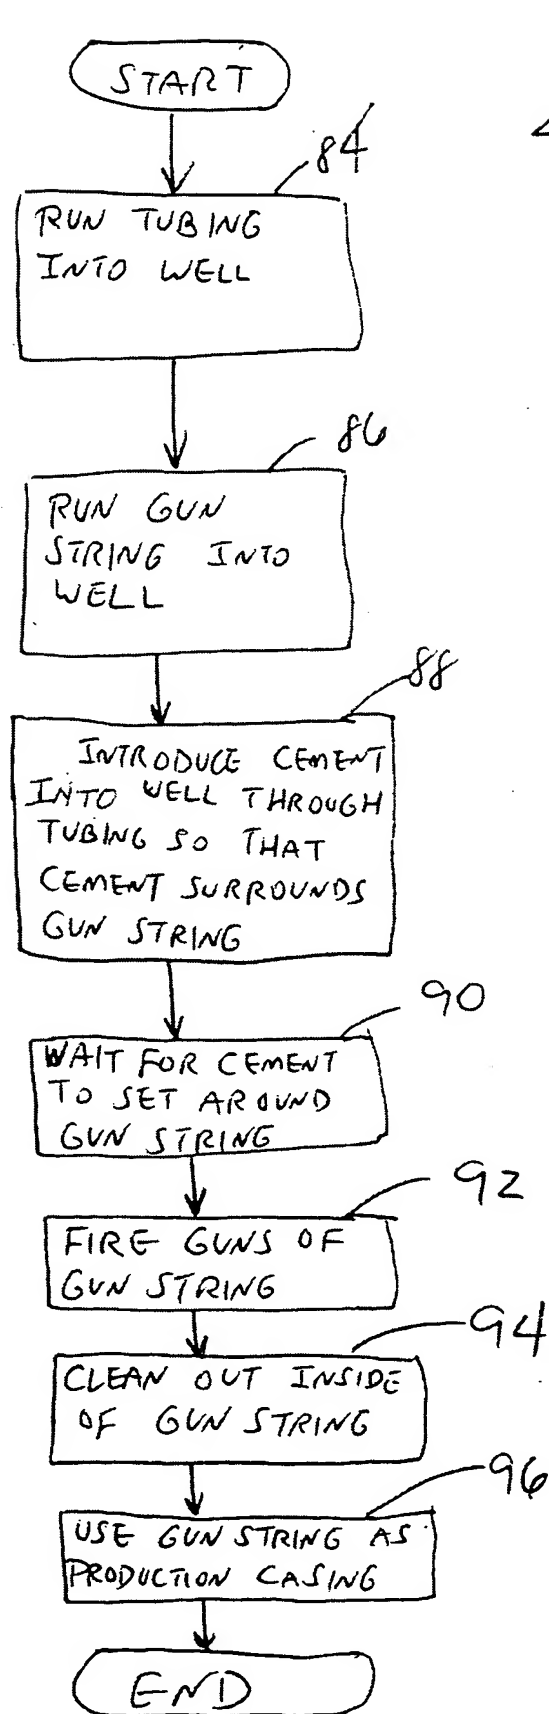 START
84
RUN TUBING
INTO WELL
86
RUN GUN
STRING INTO
WELL
88
INTRODUCE CEMENT
INTO WELL THROUGH
TUBING SO THAT
CEMENT SURROUNDS
GUN STRING
90
WAIT FOR CEMENT
TO SET AROUND
GUN STRING
92
FIRE GUNS OF
GUN STRING
94
CLEAN OUT INSIDE
OF GUN STRING
96
USE GUN STRING AS
PRODUCTION CASING
END